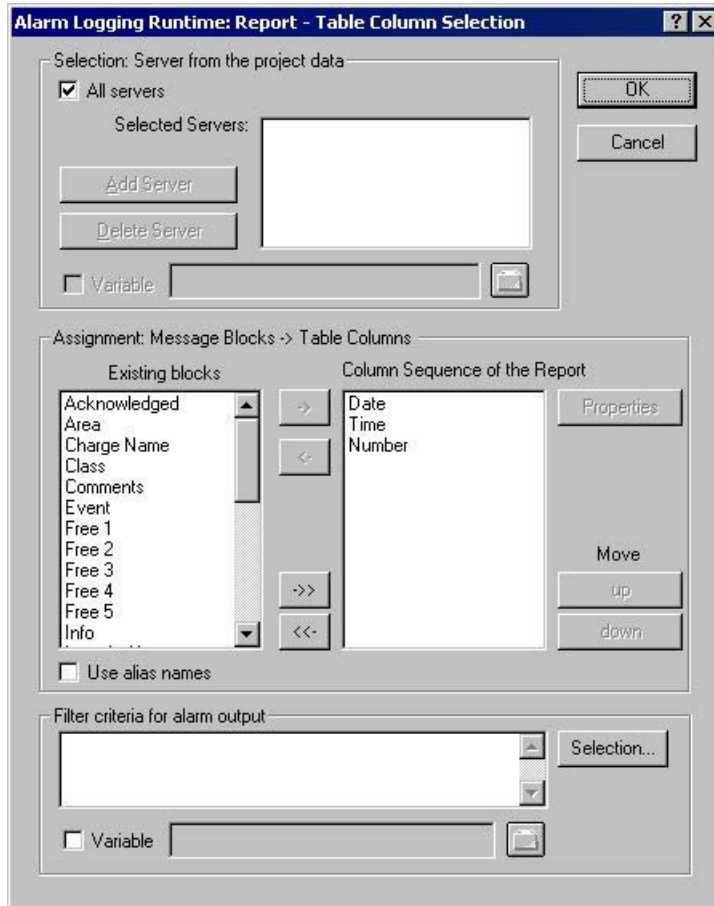 Alarm Logging Runtime: Report - Table Column Selection
Selection: Server from the project data
All servers
OK
Selected Servers:
Cancel
Add Server
Delete Server
Variable
Assignment: Message Blocks -> Table Columns
Existing blocks
Column Sequence of the Report
Acknowledged
Area
Charge Name
Class
Comments
Event
Free 1
Free 2
Free 3
Free 4
Free 5
Info
->
<-
->>
<<-
Date
Time
Number
Properties
Move
up
down
Use alias names
Filter criteria for alarm output
Selection...
Variable